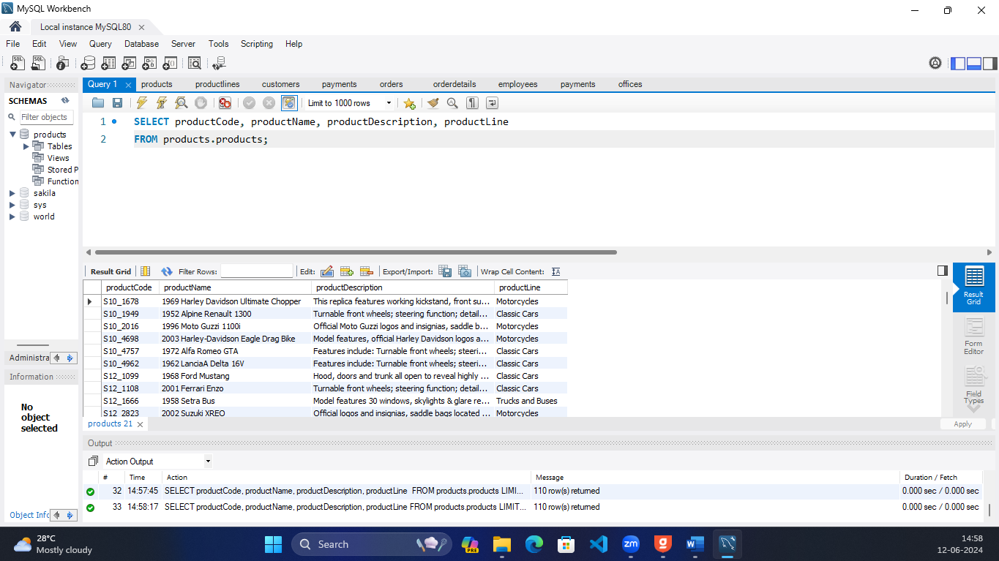 MySQL Workbench
Local instance MySQL80
File Edit View Query Database Server Tools Scripting Help
Navigator
SCHEMAS
Filter objects
products
Tables
Views
Stored P
Function
sakila
sys
world
Administra
Information
No
object
selected
Object Info
Query 1 products productlines customers payments orders orderdetails employees payments offices
Limit to 1000 rows
1 SELECT productCode, productName, productDescription, productLine
2 FROM products.products;
Result Grid Filter Rows: Edit: Export/Import: Wrap Cell Content: IA
productCode productName productDescription productLine
S10_1678 1969 Harley Davidson Ultimate Chopper This replica features working kickstand, front su... Motorcycles
S10_1949 1952 Alpine Renault 1300 Turnable front wheels; steering function; detail... Classic Cars
S10_2016 1996 Moto Guzzi 1100i Official Moto Guzzi logos and insignias, saddle b... Motorcycles
S10_4698 2003 Harley-Davidson Eagle Drag Bike Model features, official Harley Davidson logos a... Motorcycles
S10_4757 1972 Alfa Romeo GTA Features include: Turnable front wheels; steeri... Classic Cars
S10_4962 1962 LanciaA Delta 16V Features include: Turnable front wheels; steeri... Classic Cars
S12_1099 1968 Ford Mustang Hood, doors and trunk all open to reveal highly ... Classic Cars
S12_1108 2001 Ferrari Enzo Turnable front wheels; steering function; detail... Classic Cars
S12_1666 1958 Setra Bus Model features 30 windows, skylights & glare re... Trucks and Buses
S12_2823 2002 Suzuki XREO Official logos and insignias, saddle bags located ... Motorcycles
Result
Grid
Form
Editor
Field
Types
products 21
Apply
Output
Action Output
# Time Action Message Duration / Fetch
32 14:57:45 SELECT productCode, productName, productDescription, productLine FROM products.products LIMI... 110 row(s) returned 0.000 sec / 0.000 sec
33 14:58:17 SELECT productCode, productName, productDescription, productLine FROM products.products LIMIT... 110 row(s) returned 0.000 sec / 0.000 sec
28°C
Mostly cloudy
Search
PRE
zm
14:58
12-06-2024